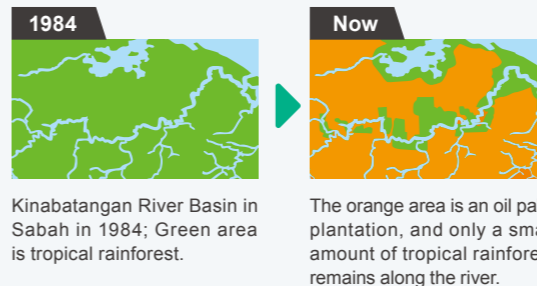 1984
Now
Kinabatangan River Basin in
Sabah in 1984; Green area
is tropical rainforest.
The orange area is an oil pa
plantation, and only a sma
amount of tropical rainfore
remains along the river.